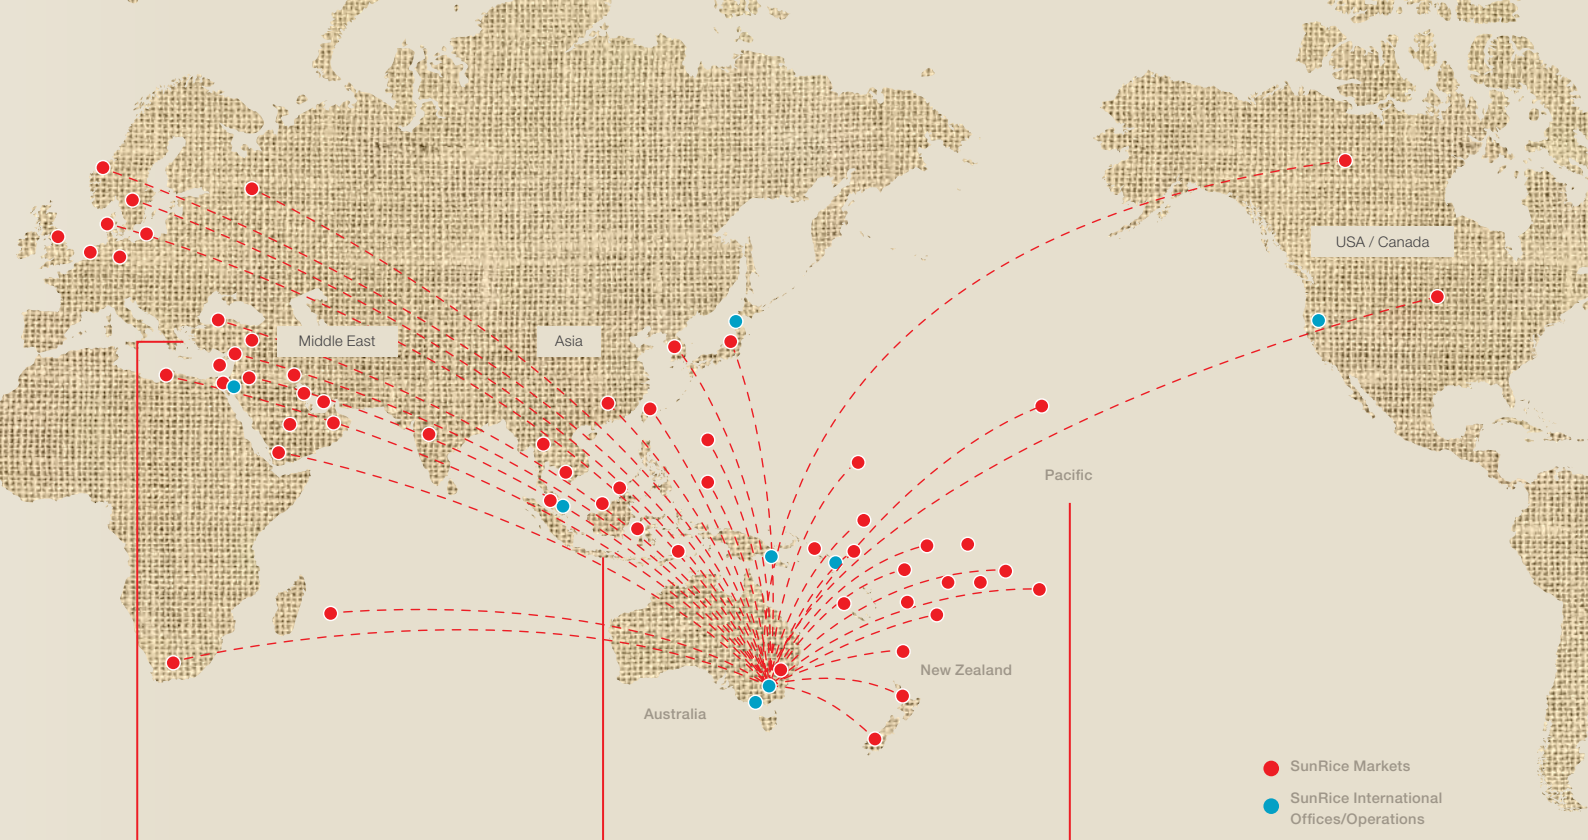 USA / Canada
Middle East
Asia
Pacific
New Zealand
Australia
SunRice Markets
SunRice International
Offices/Operations